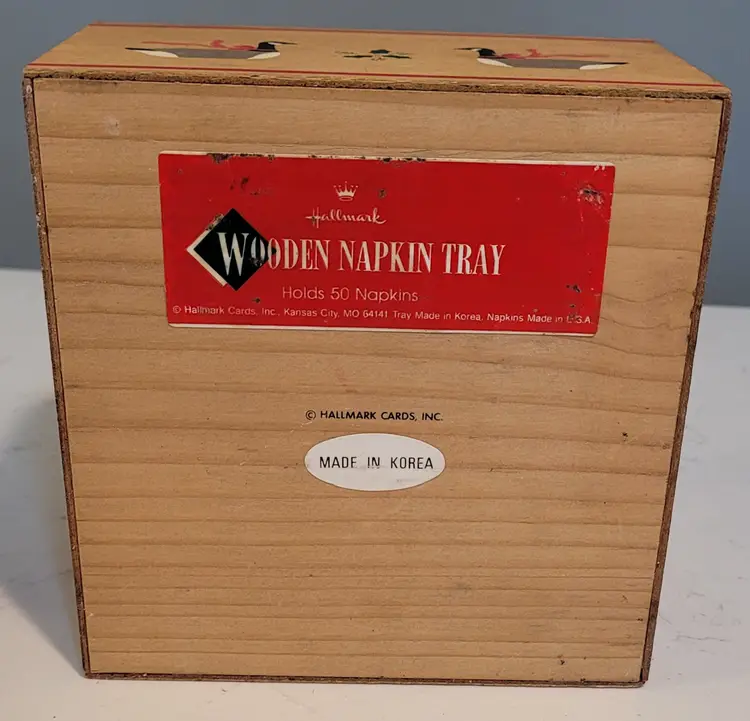 Hallmark
WOODEN NAPKIN TRAY
Holds 50 Napkins
© Hallmark Cards, Inc., Kansas City, MO 64141 Tray Made in Korea, Napkins Made in U.S.A.
© HALLMARK CARDS, INC.
MADE IN KOREA